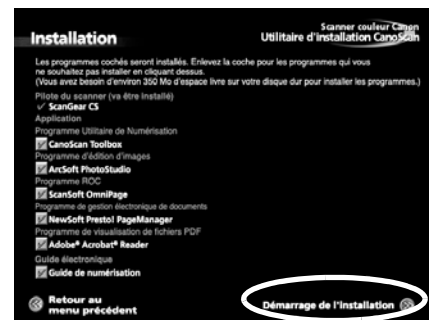 Installation
Scanner couleur Canon
Utilitaire d'installation CanoScan
Les programmes cochés seront installés. Enlevez la coche pour les programmes qui vous
ne souhaitez pas installer en cliquant dessus.
(Vous avez besoin d'environ 350 Mo d'espace livre sur votre disque dur pour installer les programmes.)
Pilote du scanner (va être installé)
ScanGear CS
Application
Programme Utilitaire de Numérisation
CanoScan Toolbox
Programme d'édition d'images
ArcSoft PhotoStudio
Programme ROC
ScanSoft OmniPage
Programme de gestion électronique de documents
NewSoft Presto! PageManager
Programme de visualisation de fichiers PDF
Adobe® Acrobat® Reader
Guide électronique
Guide de numérisation
Retour au
menu précédent
Démarrage de l'installation